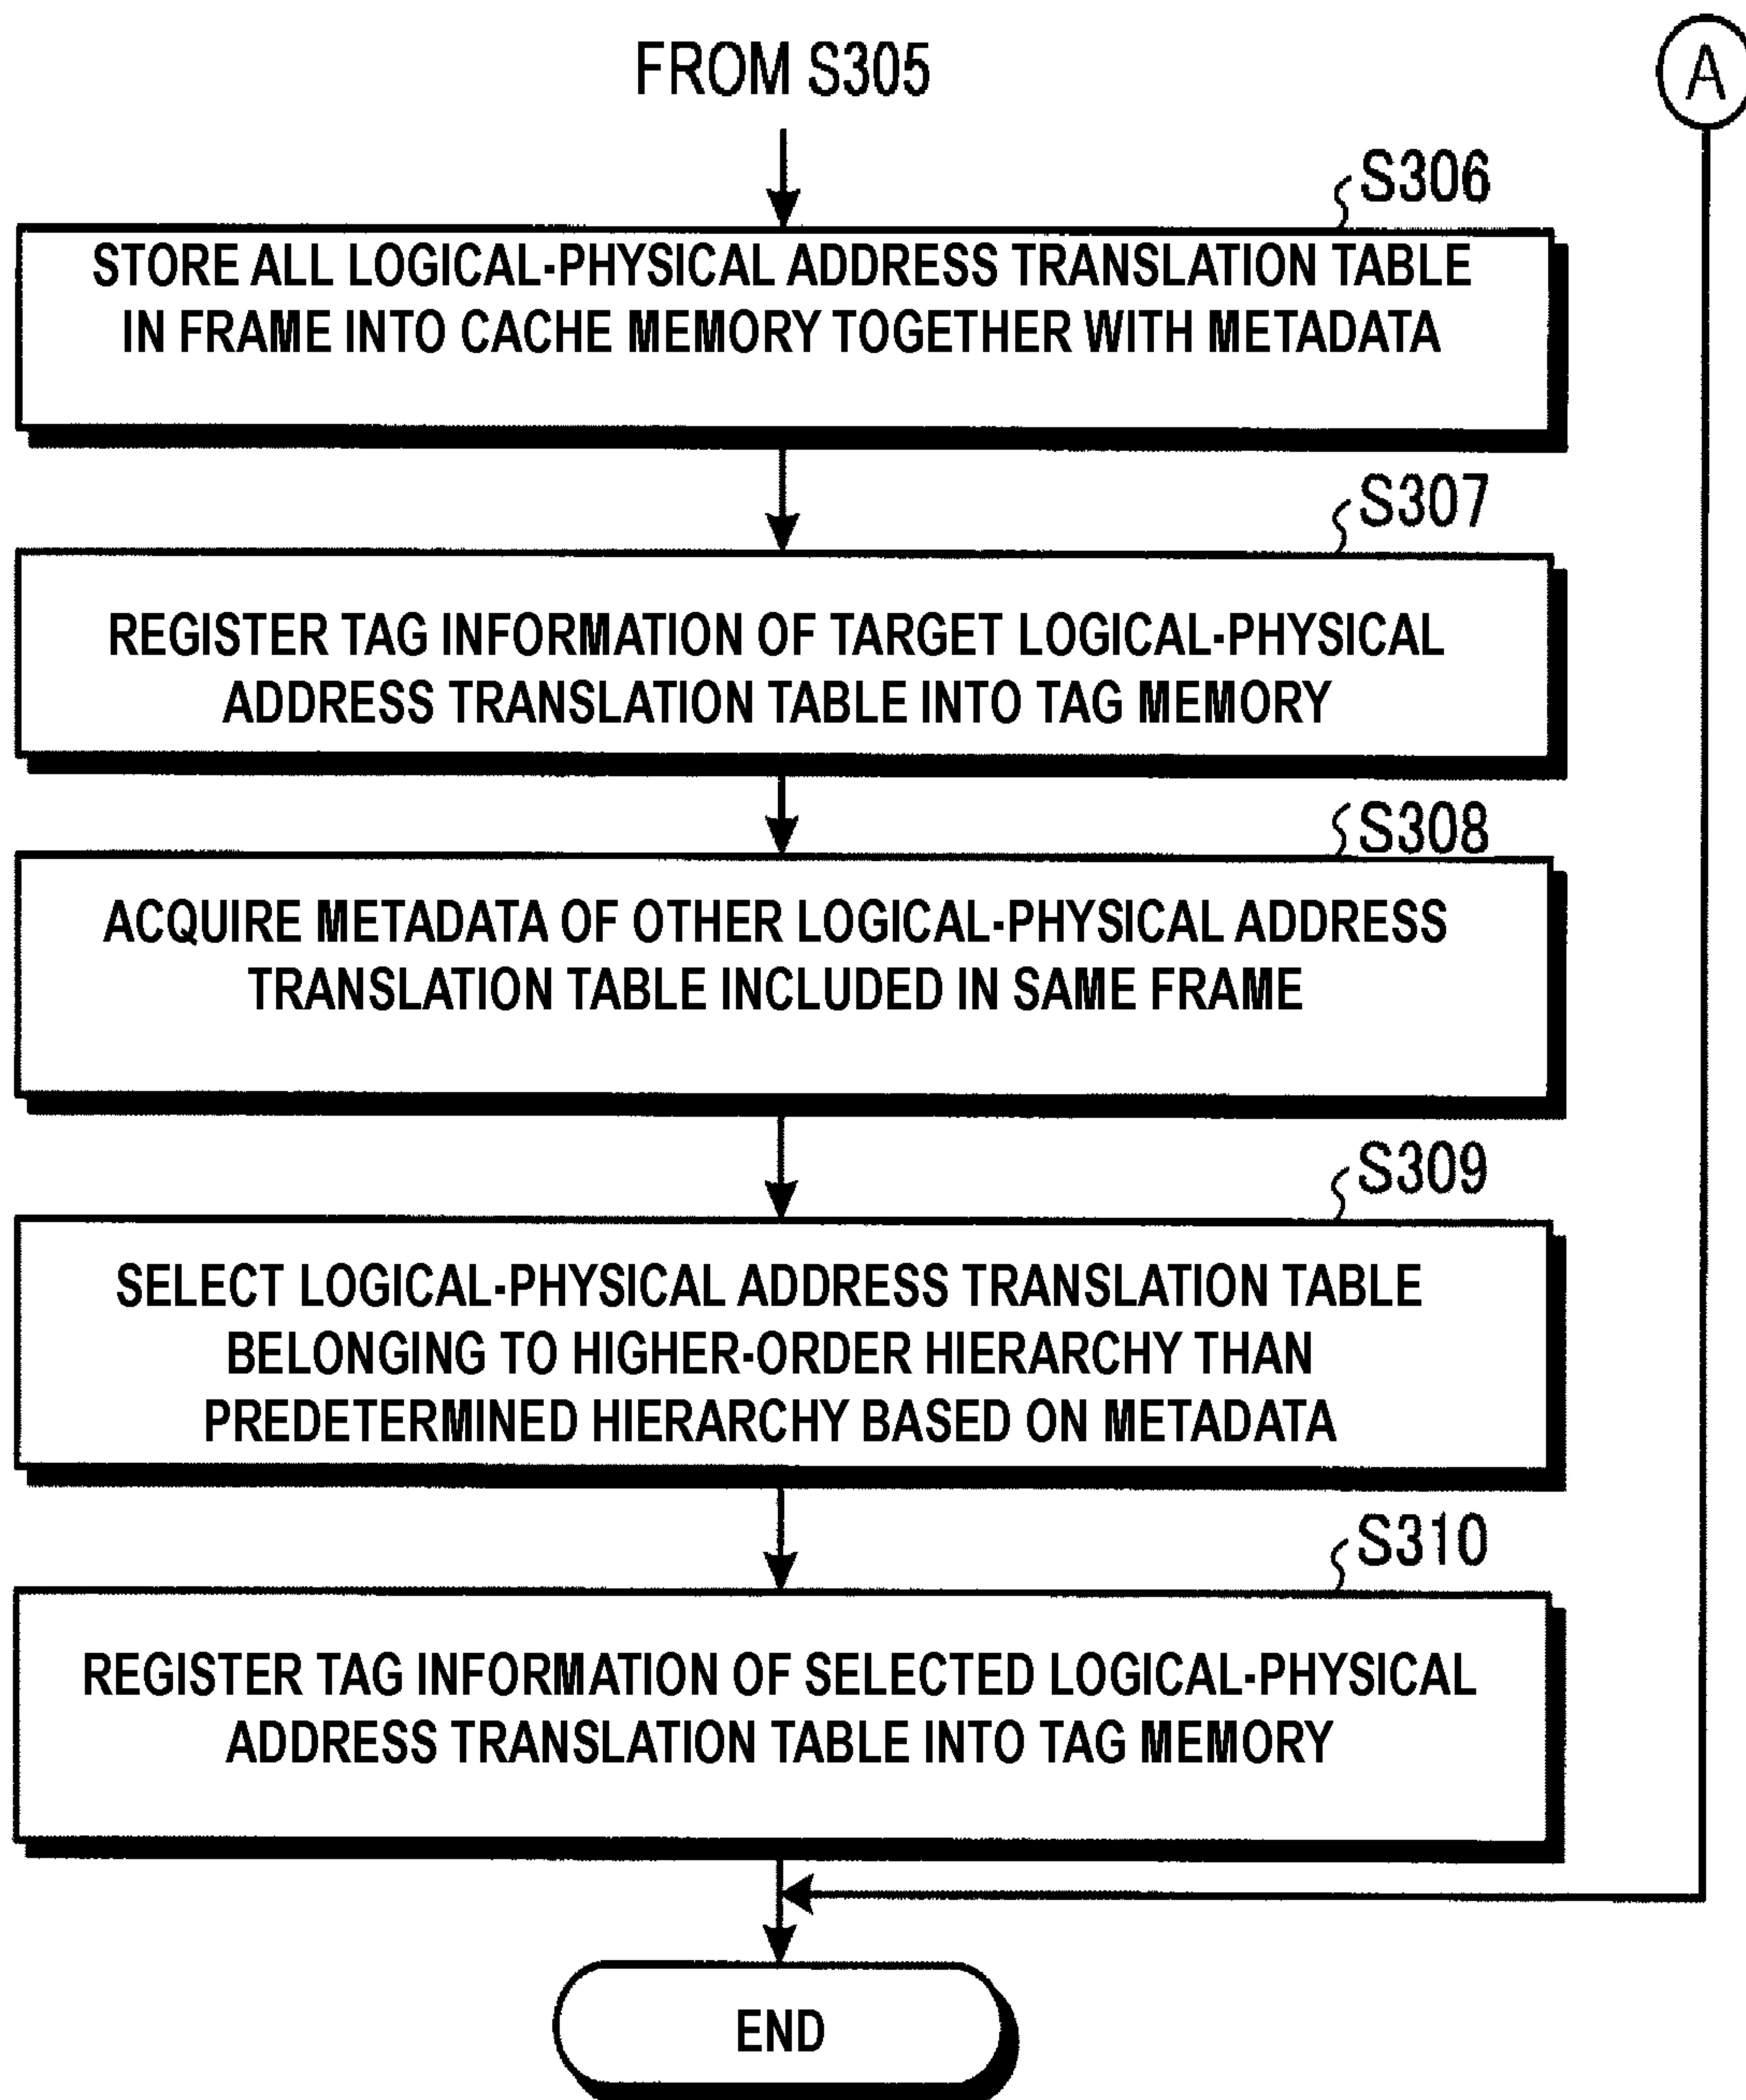 FROM S305
A
S306
STORE ALL LOGICAL-PHYSICAL ADDRESS TRANSLATION TABLE
IN FRAME INTO CACHE MEMORY TOGETHER WITH METADATA
S307
REGISTER TAG INFORMATION OF TARGET LOGICAL-PHYSICAL
ADDRESS TRANSLATION TABLE INTO TAG MEMORY
S308
ACQUIRE METADATA OF OTHER LOGICAL-PHYSICAL ADDRESS
TRANSLATION TABLE INCLUDED IN SAME FRAME
S309
SELECT LOGICAL-PHYSICAL ADDRESS TRANSLATION TABLE
BELONGING TO HIGHER-ORDER HIERARCHY THAN
PREDETERMINED HIERARCHY BASED ON METADATA
S310
REGISTER TAG INFORMATION OF SELECTED LOGICAL-PHYSICAL
ADDRESS TRANSLATION TABLE INTO TAG MEMORY
END